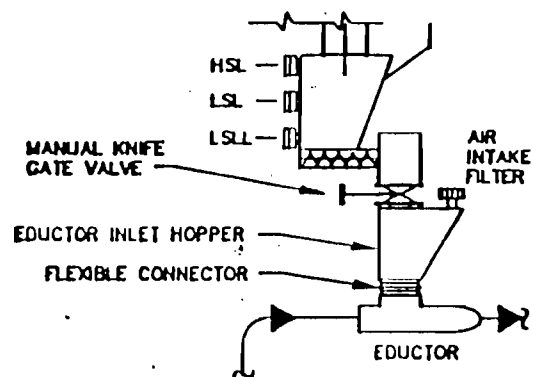 HSL
LSL
LSLL
MANUAL KNIFE
GATE VALVE
AIR
INTAKE
FILTER
EDUCTOR INLET HOPPER
FLEXIBLE CONNECTOR
EDUCTOR